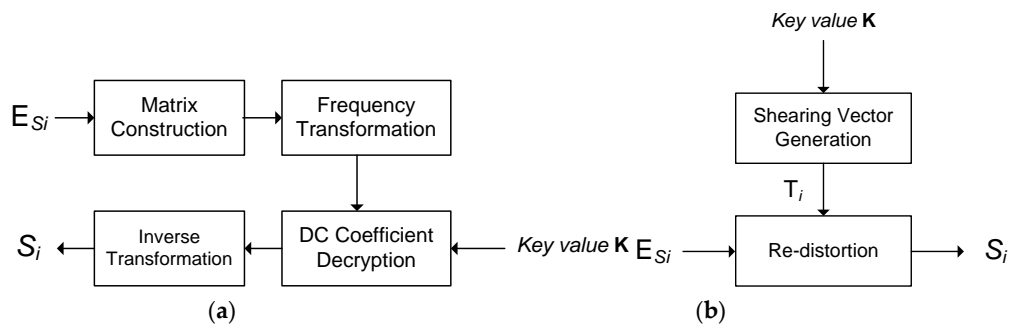 E_Si
Matrix
Construction
Frequency
Transformation
S_i
Inverse
Transformation
DC Coefficient
Decryption
Key value K
(a)
Key value K
Shearing Vector
Generation
T_i
E_Si
Re-distortion
S_i
(b)